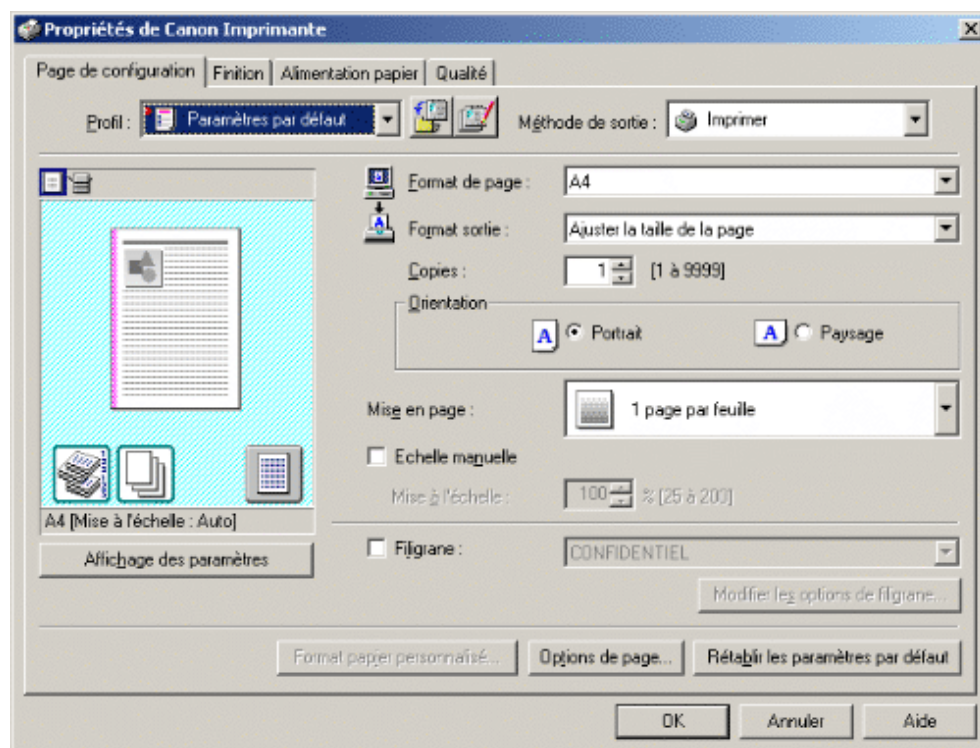 Propriétés de Canon Imprimante
Page de configuration Finition Alimentation papier Qualité
Profil : Paramètres par défaut Méthode de sortie : Imprimer
Format de page : A4
Format sortie : Ajuster la taille de la page
Copies : 1 [1 à 9999]
Orientation
A Portrait A Paysage
Mise en page : 1 page par feuille
Echelle manuelle
Mise à l'échelle : 100 % [25 à 200]
A4 [Mise à l'échelle : Auto]
Affichage des paramètres
Filigrane : CONFIDENTIEL
Modifier les options de filigrane...
Format papier personnalisé... Options de page... Rétablir les paramètres par défaut
OK Annuler Aide